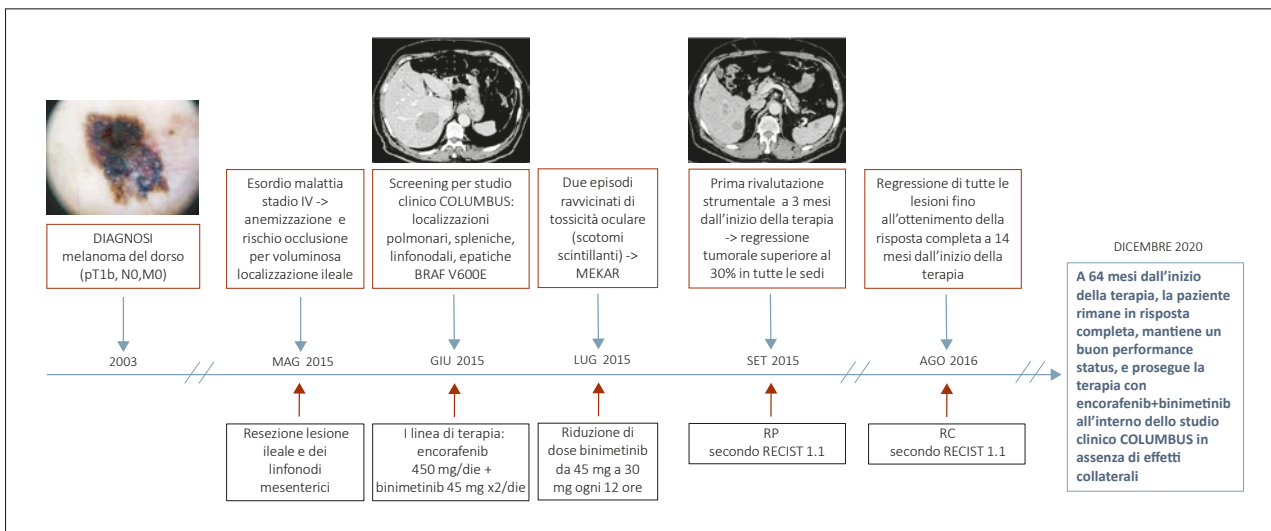 DIAGNOSI
melanoma del dorso
(pT1b, N0,M0)
Esordio malattia
stadio IV ->
anemizzazione e
rischio occlusione
per voluminosa
localizzazione ileale
Screening per studio
clinico COLUMBUS:
localizzazioni
polmonari, spleniche,
linfonodali, epatiche
BRAF V600E
Due episodi
ravvicinati di
tossicità oculare
(scotomi
scintillanti) ->
MEKAR
Prima rivalutazione
strumentale a 3 mesi
dall'inizio della terapia
-> regressione
tumorale superiore al
30% in tutte le sedi
Regressione di tutte le
lesioni fino
all'ottenimento della
risposta completa a 14
mesi dall'inizio della
terapia
2003
MAG 2015
GIU 2015
LUG 2015
SET 2015
AGO 2016
Resezione lesione
ileale e dei
linfonodi
mesenterici
I linea di terapia:
encorafenib
450 mg/die +
binimetinib 45 mg x2/die
Riduzione di
dose binimetinib
da 45 mg a 30
mg ogni 12 ore
RP
secondo RECIST 1.1
RC
secondo RECIST 1.1
DICEMBRE 2020
A 64 mesi dall'inizio
della terapia, la paziente
rimane in risposta
completa, mantiene un
buon performance
status, e prosegue la
terapia con
encorafenib+binimetinib
all'interno dello studio
clinico COLUMBUS in
assenza di effetti
collaterali